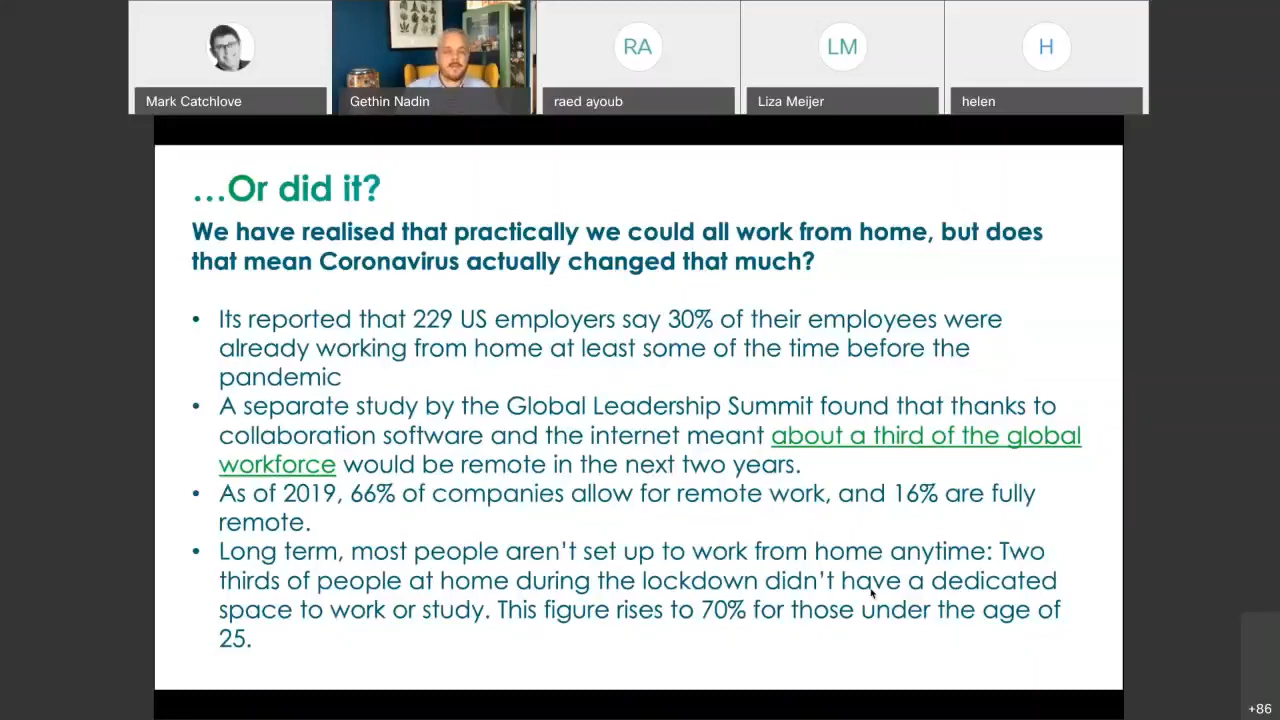 RA
LM
H
Mark Catchlove
Gethin Nadin
raed ayoub
Liza Meijer
helen
…Or did it?
We have realised that practically we could all work from home, but does
that mean Coronavirus actually changed that much?
• Its reported that 229 US employers say 30% of their employees were
already working from home at least some of the time before the
pandemic
• A separate study by the Global Leadership Summit found that thanks to
collaboration software and the internet meant about a third of the global
workforce would be remote in the next two years.
• As of 2019, 66% of companies allow for remote work, and 16% are fully
remote.
• Long term, most people aren't set up to work from home anytime: Two
thirds of people at home during the lockdown didn't have a dedicated
space to work or study. This figure rises to 70% for those under the age of
25.
+86